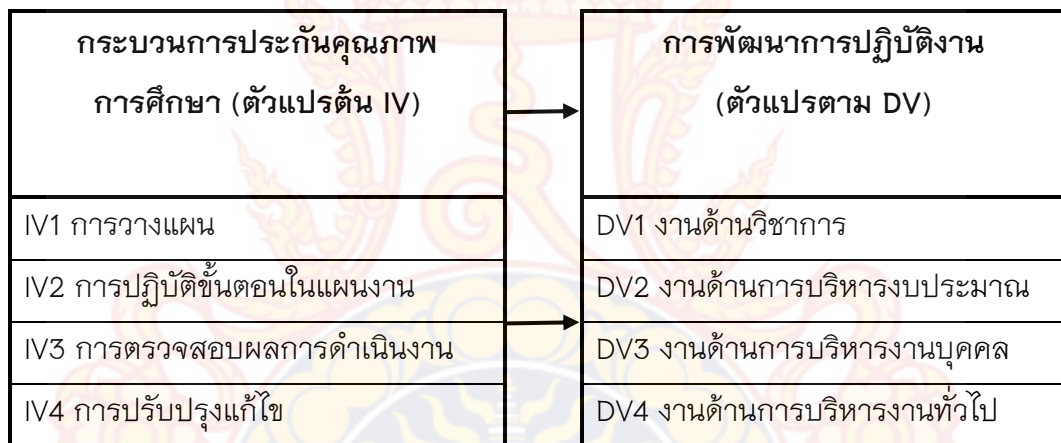 กระบวนการประกันคุณภาพ
การศึกษา (ตัวแปรต้น IV)
IV1 การวางแผน
IV2 การปฏิบัติขั้นตอนในแผนงาน
IV3 การตรวจสอบผลการดำเนินงาน
IV4 การปรับปรุงแก้ไข
การพัฒนาการปฏิบัติงาน
(ตัวแปรตาม DV)
DV1 งานด้านวิชาการ
DV2 งานด้านการบริหารงบประมาณ
DV3 งานด้านการบริหารงานบุคคล
DV4 งานด้านการบริหารงานทั่วไป